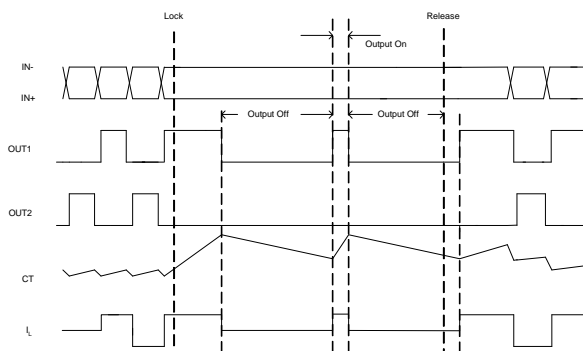 Lock
Release
Output On
IN-
IN+
Output Off
Output Off
OUT1
OUT2
CT
IL